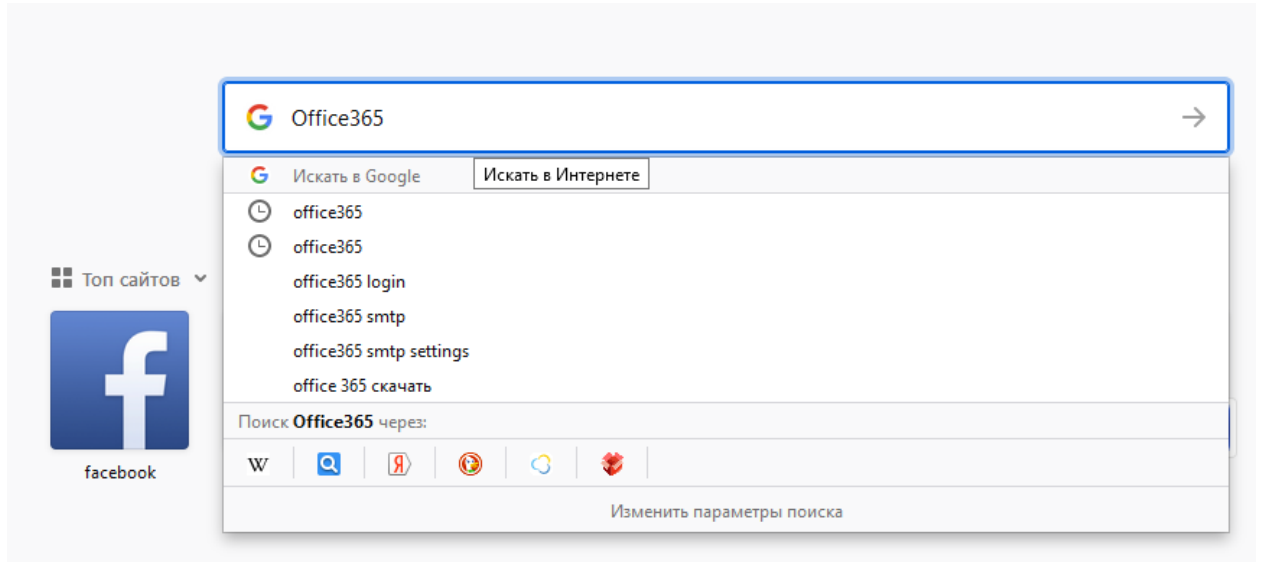 Office365
Искать в Google
Искать в Интернете
office365
office365
office365 login
office365 smtp
office365 smtp settings
office 365 скачать
Поиск Office365 через:
W
Я
Изменить параметры поиска
Топ сайтов
facebook